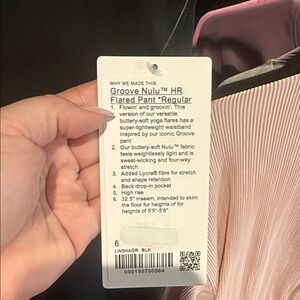 WHY WE MADE THIS
Groove Nulu™ HR
Flared Pant *Regular
1. Flowin' and groovin'. This
version of our versatile
buttery-soft yoga flares has a
super-lightweight waistband
inspired by our iconic Groove
pant
2. Our buttery-soft Nulu™ fabric
feels weightlessly light and is
sweat-wicking and four-way
stretch
3. Added Lycra® fibre for stretch
and shape retention
4. Back drop-in pocket
5. High rise
6. 32.5" inseam, intended to skim
the floor for heights of for
heights of 5'5"-5'8"
6
LW5HAOR BLK
000155700364